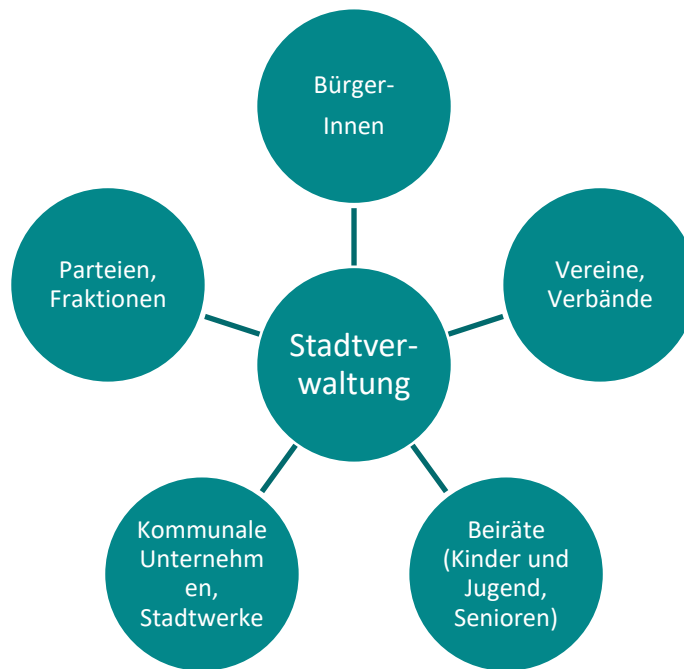 Bürger-
Innen
Parteien,
Fraktionen
Vereine,
Verbände
Stadtver-
waltung
Kommunale
Unternehm
en,
Stadtwerke
Beiräte
(Kinder und
Jugend,
Senioren)